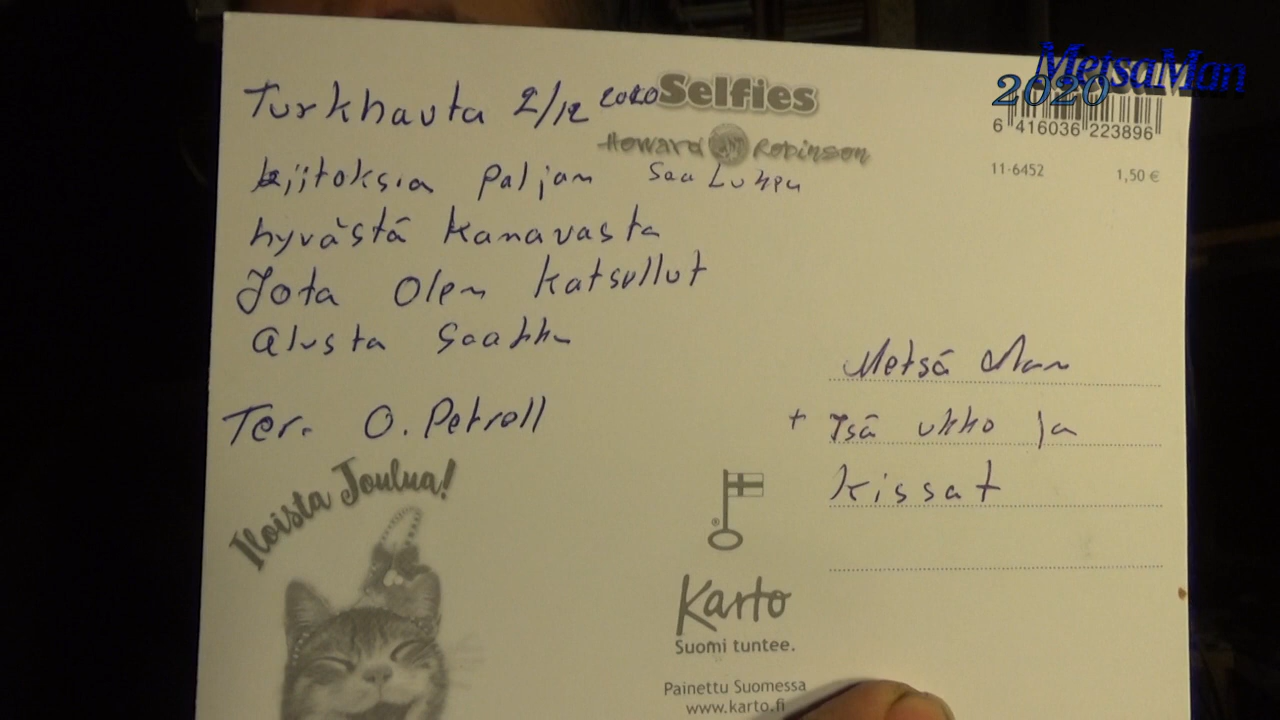 MetsaMan
2020
Turkhauta 2/12 2020
Selfies
Howard Robinson
6 416036 223896
11-6452
1,50 €
kiitoksia paljon
hyvästä kanavasta
Jota Olen katsellut
alusta saakka
Ter. O. Petroll
Metsä Man
+ Isä ukko ja
kissat
Iloista Joulua!
Karto
Suomi tuntee.
Painettu Suomessa
www.karto.fi